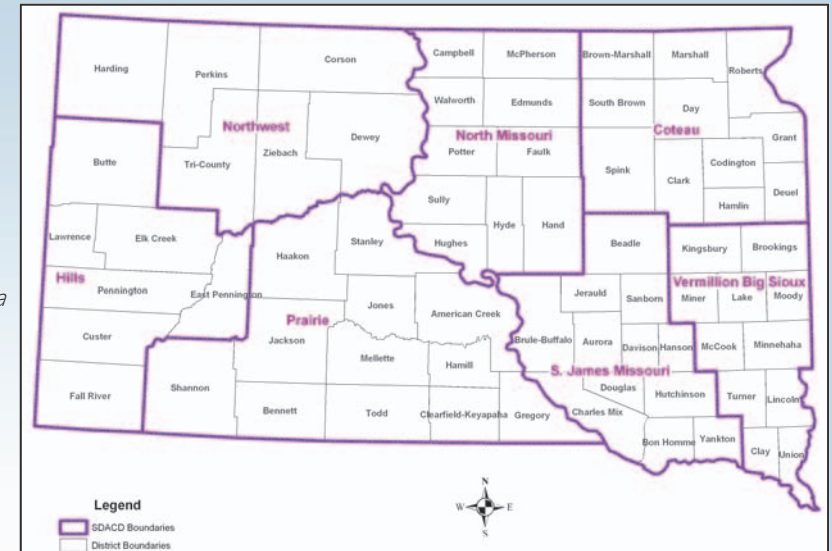 Harding
Perkins
Corson
Campbell
McPherson
Brown-Marshall
Marshall
Roberts
Walworth
Edmunds
South Brown
Day
Northwest
Dewey
Ziebach
Tri-County
North Missouri
Coteau
Grant
Butte
Potter
Faulk
Spink
Clark
Codington
Deuel
Hamlin
Sully
Hyde
Hand
Lawrence
Elk Creek
Haakon
Stanley
Hughes
Beadle
Kingsbury
Brookings
Hills
Pennington
East Pennington
Jones
American Creek
Jerauld
Sanborn
Vermillion Big Sioux
Miner
Lake
Moody
a
Prairie
Custer
Jackson
Mellette
Hamill
Brule-Buffalo
Aurora
Davison
Hanson
McCook
Minnehaha
S. James Missouri
Fall River
Shannon
Bennett
Todd
Clearfield-Keyapaha
Gregory
Douglas
Charles Mix
Hutchinson
Turner
Lincoln
Bon Homme
Yankton
Clay
Union
N
W E
S
Legend
SDACD Boundaries
District Boundaries